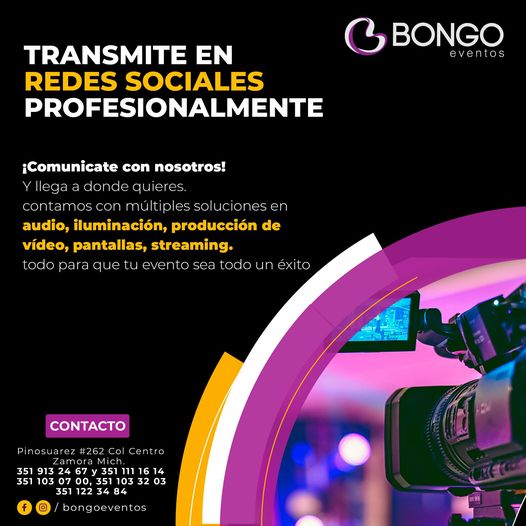 BONGO
eventos
TRANSMITE EN
REDES SOCIALES
PROFESIONALMENTE
¡Comunicate con nosotros!
Y llega a donde quieres.
contamos con múltiples soluciones en
audio, iluminación, producción de
vídeo, pantallas, streaming.
todo para que tu evento sea todo un éxito
CONTACTO
Pinosuarez #262 Col Centro
Zamora Mich.
351 913 24 67 y 351 111 16 14
351 103 07 00, 351 103 32 03
351 122 34 84
/ bongoeventos